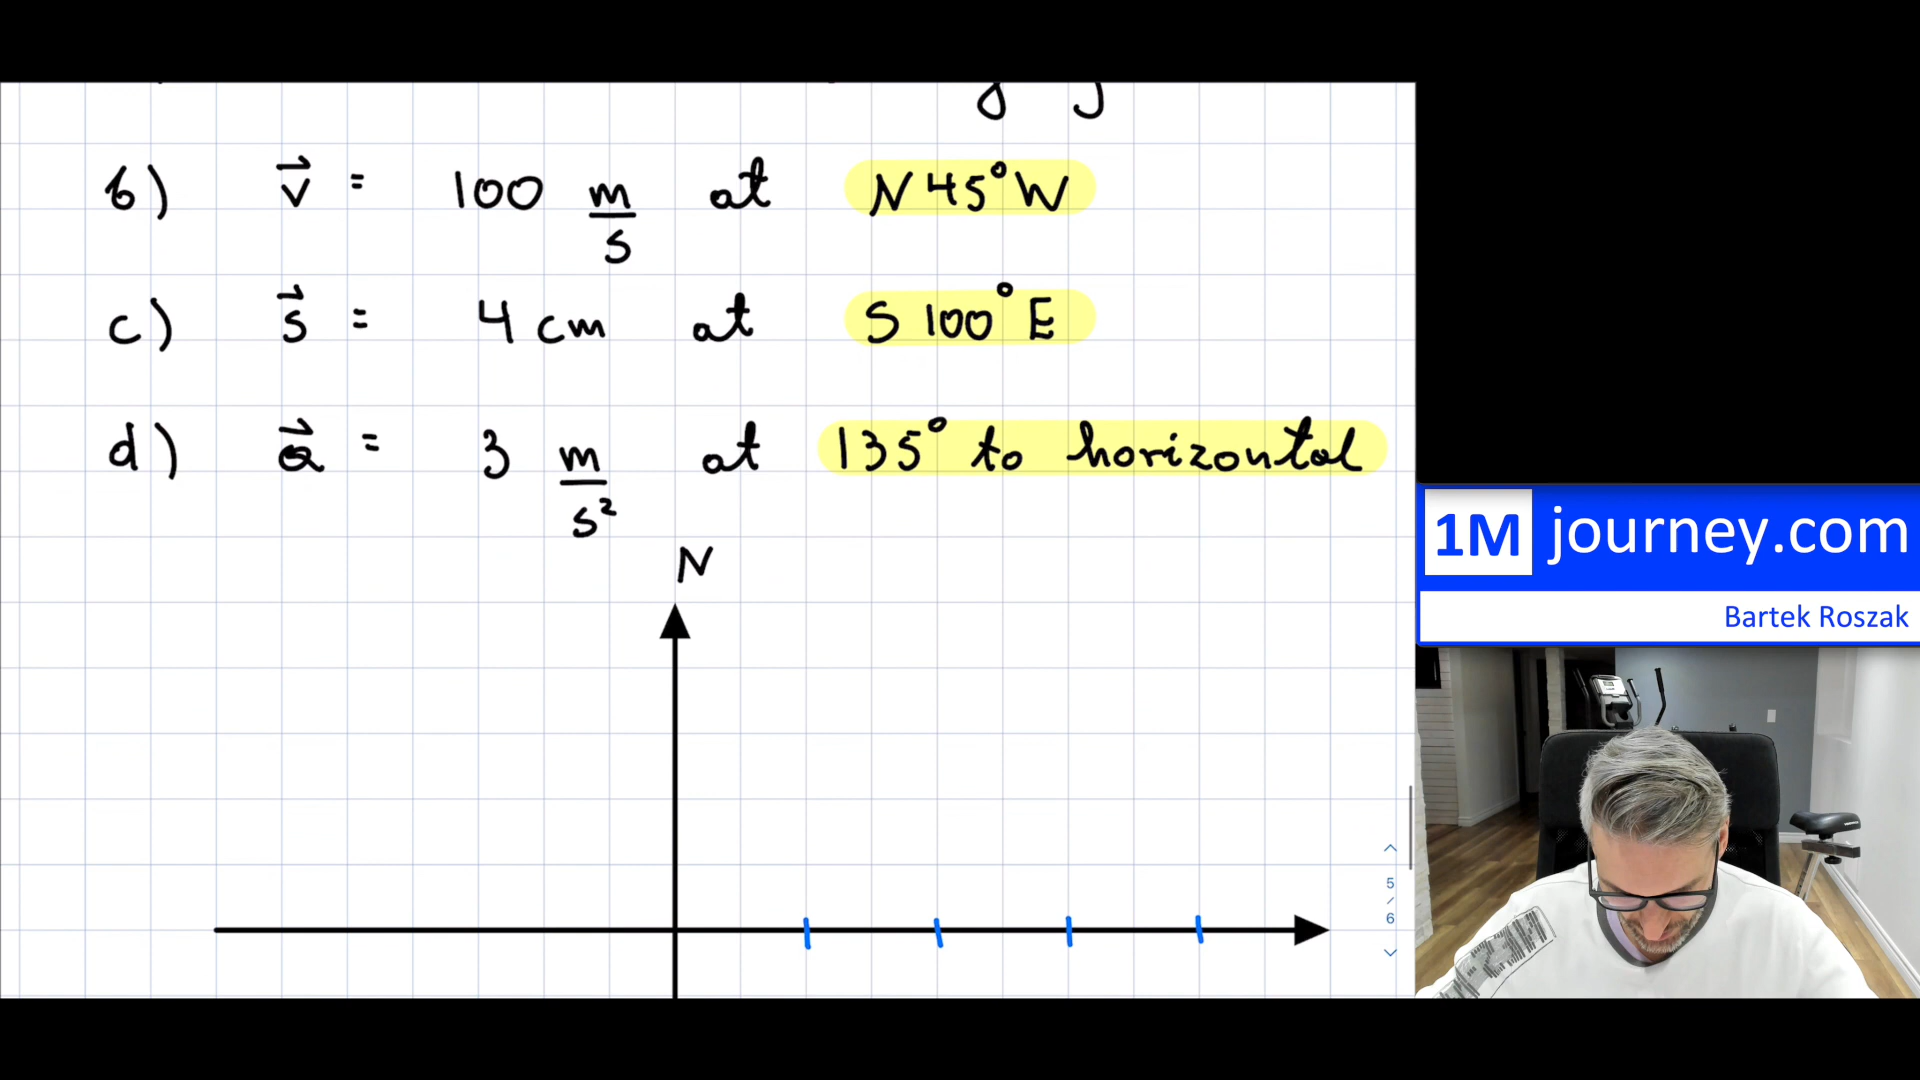 b) v⃗ = 100 m/s at N 45° W
c) s⃗ = 4 cm at S 100° E
d) a⃗ = 3 m/s² at 135° to horizontal
N
1M journey.com
Bartek Roszak
5
/
6